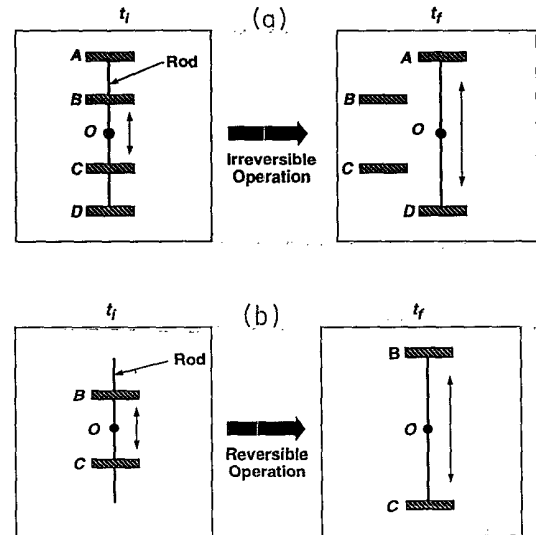 t_i (a) t_f
A Rod A
B B
O O
C Irreversible Operation C
D D
t_i (b) t_f
Rod B
B
O O
C Reversible Operation
C